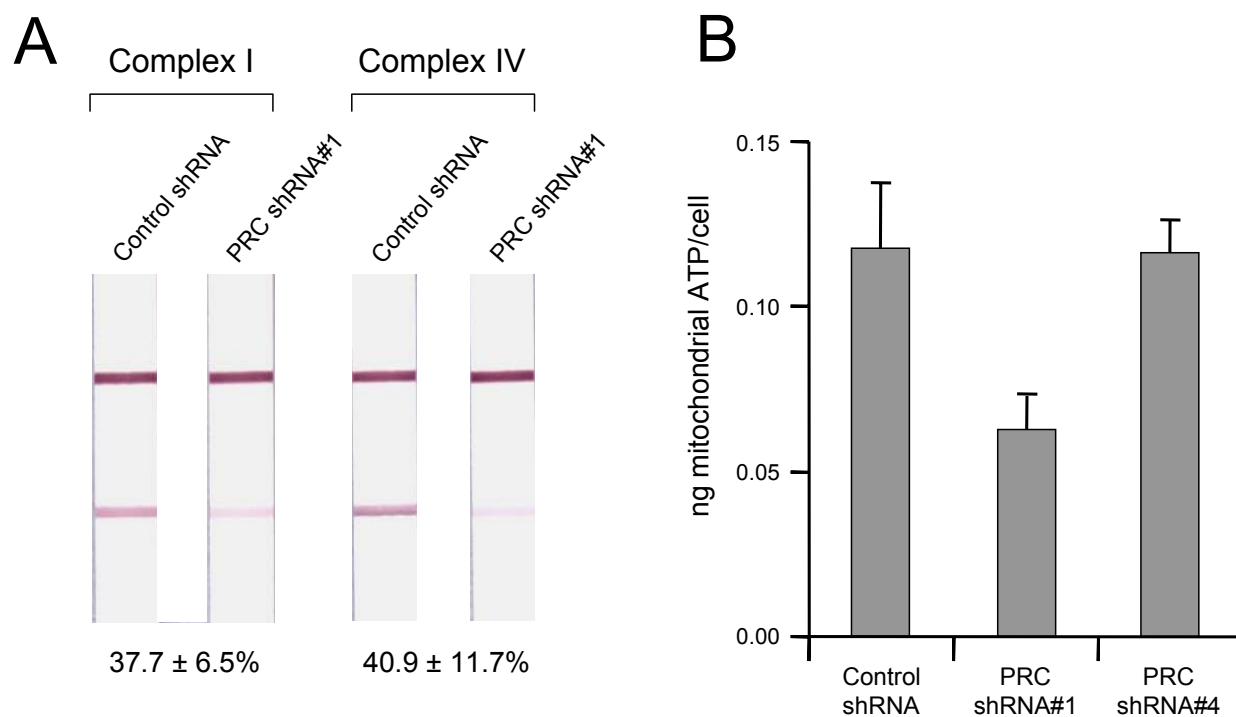 A
Complex I
Complex IV
Control shRNA
PRC shRNA#1
Control shRNA
PRC shRNA#1
37.7 ± 6.5%
40.9 ± 11.7%
B
ng mitochondrial ATP/cell
0.15
0.10
0.05
0.00
Control
shRNA
PRC
shRNA#1
PRC
shRNA#4